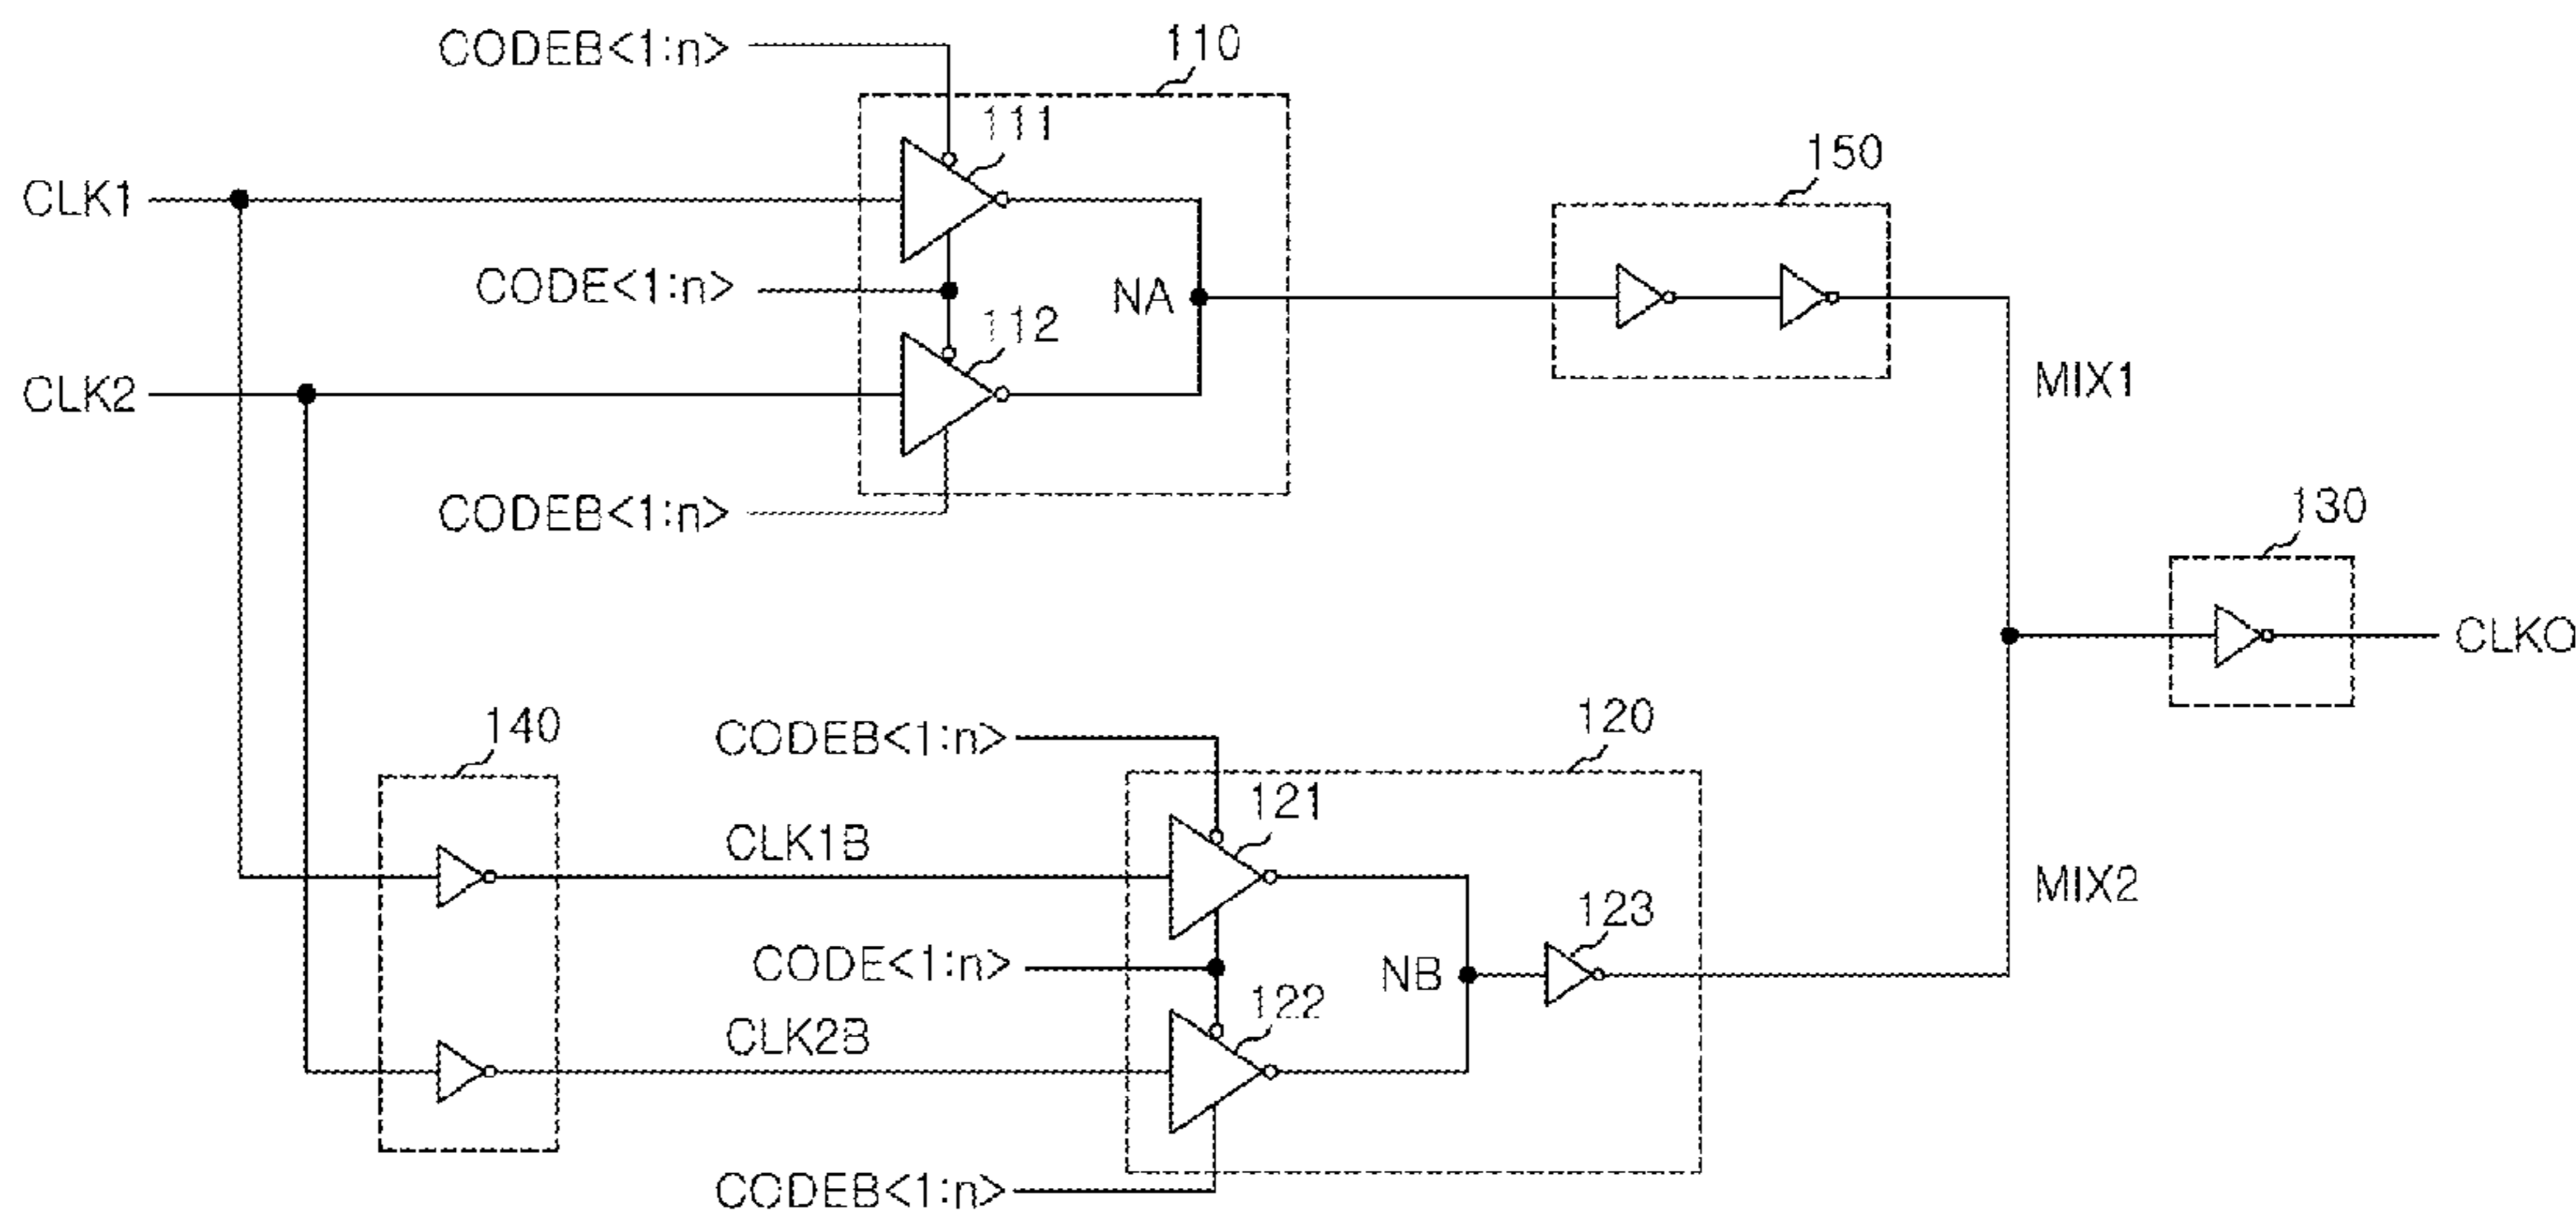 CODEB<1:n>
110
111
CLK1
150
CODE<1:n>
NA
112
CLK2
MIX1
CODEB<1:n>
130
CLKO
140
CODEB<1:n>
120
121
CLK1B
MIX2
123
CODE<1:n>
NB
122
CLK2B
CODEB<1:n>